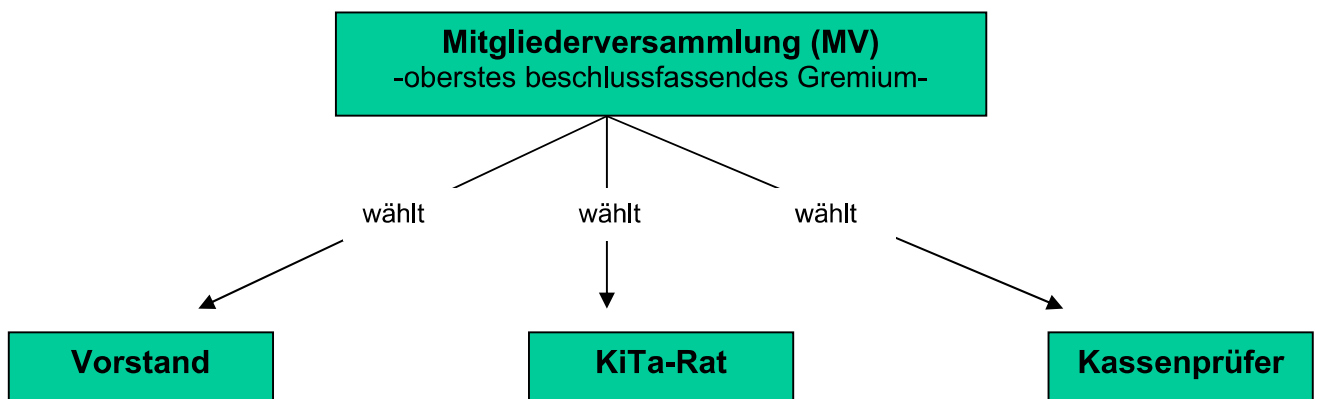 Mitgliederversammlung (MV)
-oberstes beschlussfassendes Gremium-
wählt wählt wählt
Vorstand KiTa-Rat Kassenprüfer